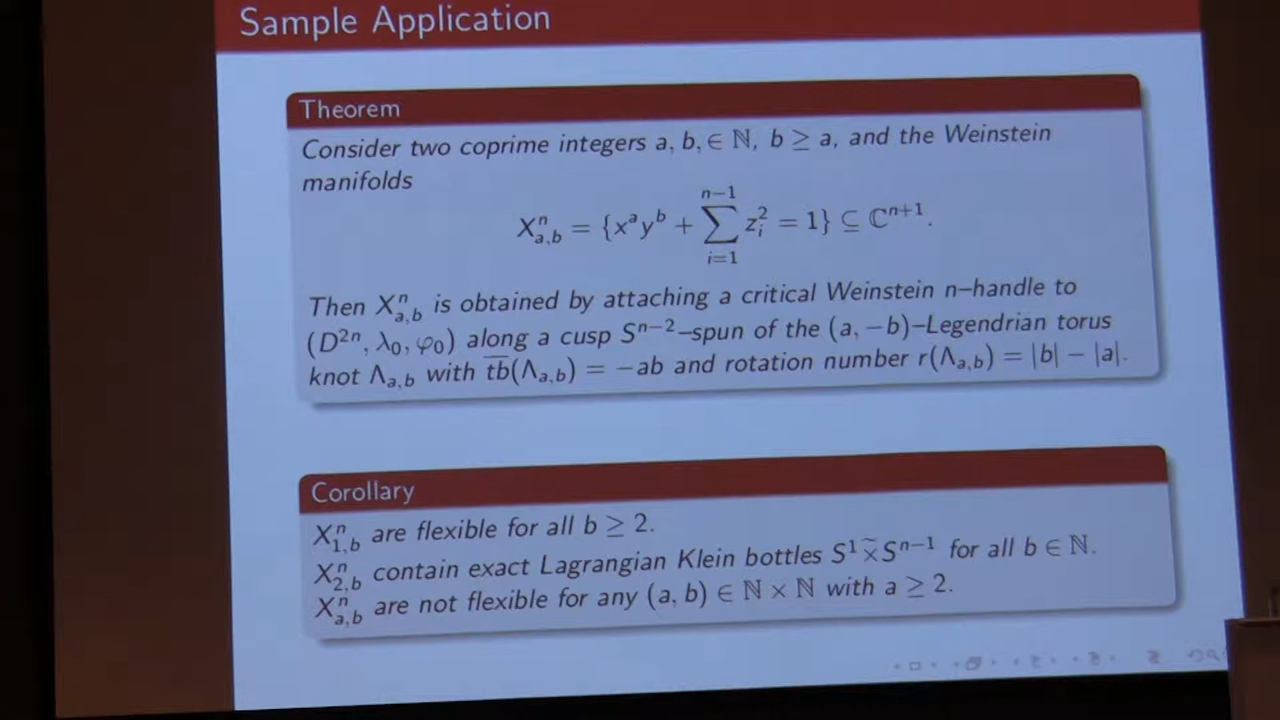 Sample Application
Theorem
Consider two coprime integers a, b, ∈ ℕ, b ≥ a, and the Weinstein
manifolds
X^n_{a,b} = {x^a y^b + ∑_{i=1}^{n−1} z_i^2 = 1} ⊆ ℂ^{n+1}.
Then X^n_{a,b} is obtained by attaching a critical Weinstein n–handle to
(D^{2n}, λ_0, φ_0) along a cusp S^{n−2}–spun of the (a, −b)–Legendrian torus
knot Λ_{a,b} with \overline{tb}(Λ_{a,b}) = −ab and rotation number r(Λ_{a,b}) = |b| − |a|.
Corollary
X^n_{1,b} are flexible for all b ≥ 2.
X^n_{2,b} contain exact Lagrangian Klein bottles S^1 \widetilde{×} S^{n−1} for all b ∈ ℕ.
X^n_{a,b} are not flexible for any (a, b) ∈ ℕ × ℕ with a ≥ 2.